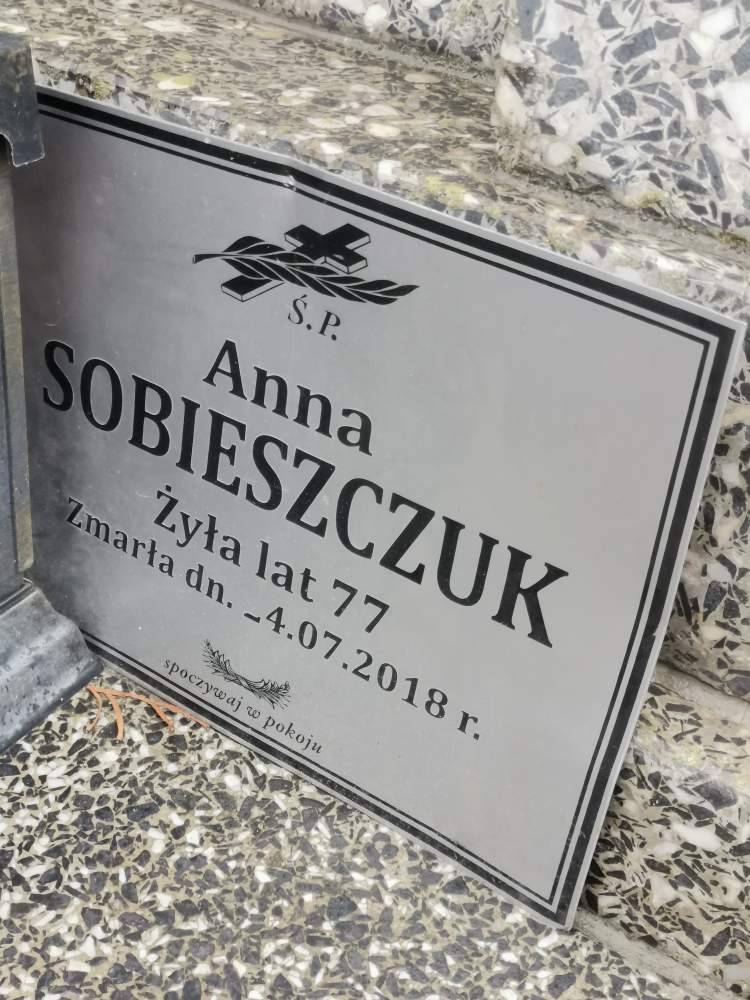 Ś.P.
Anna
SOBIESZCZUK
Żyła lat 77
Zmarła dn. _4.07.2018 r.
spoczywaj w pokoju